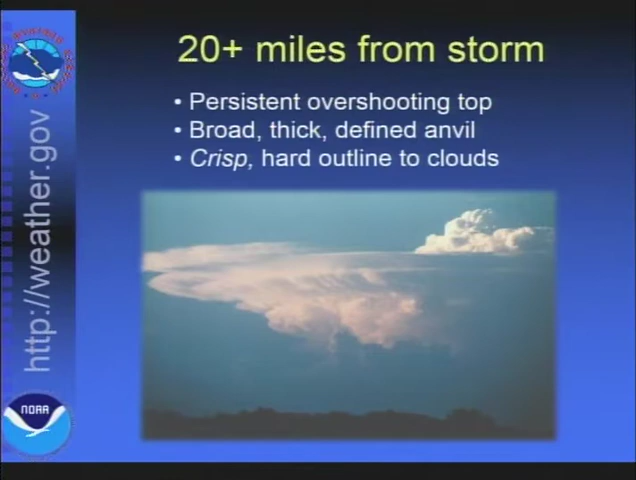 20+ miles from storm
• Persistent overshooting top
• Broad, thick, defined anvil
• Crisp, hard outline to clouds
http://weather.gov
NOAA